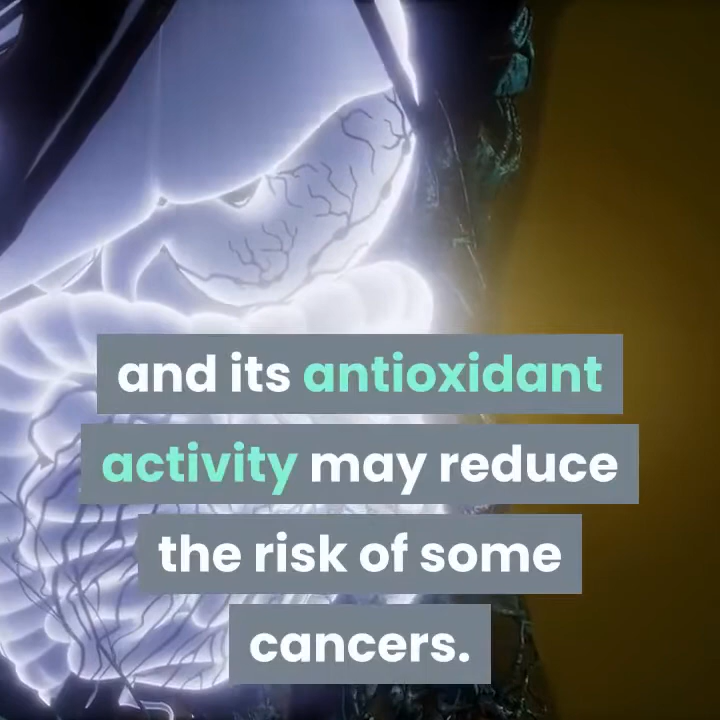 and its antioxidant
activity may reduce
the risk of some
cancers.